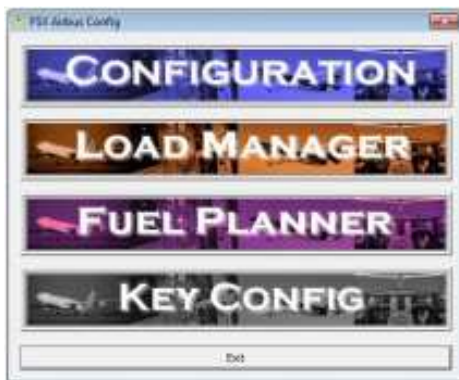 FSX Airbus Config
CONFIGURATION
LOAD MANAGER
FUEL PLANNER
KEY CONFIG
Exit